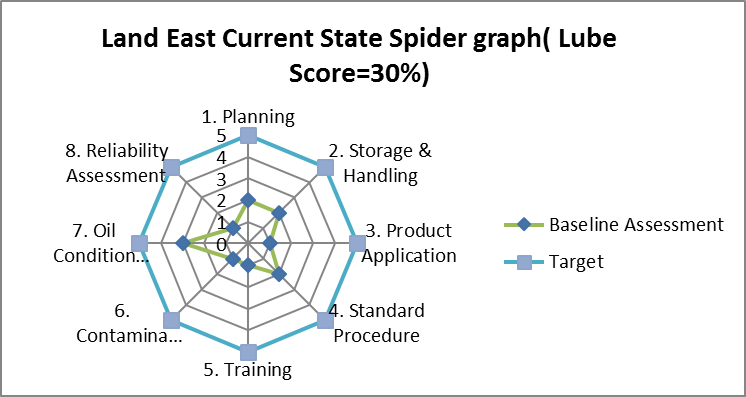 Land East Current State Spider graph( Lube
Score=30%)
1. Planning
5
4
3
2
1
0
2. Storage &
Handling
3. Product
Application
4. Standard
Procedure
5. Training
6.
Contamina...
7. Oil
Condition...
8. Reliability
Assessment
Baseline Assessment
Target